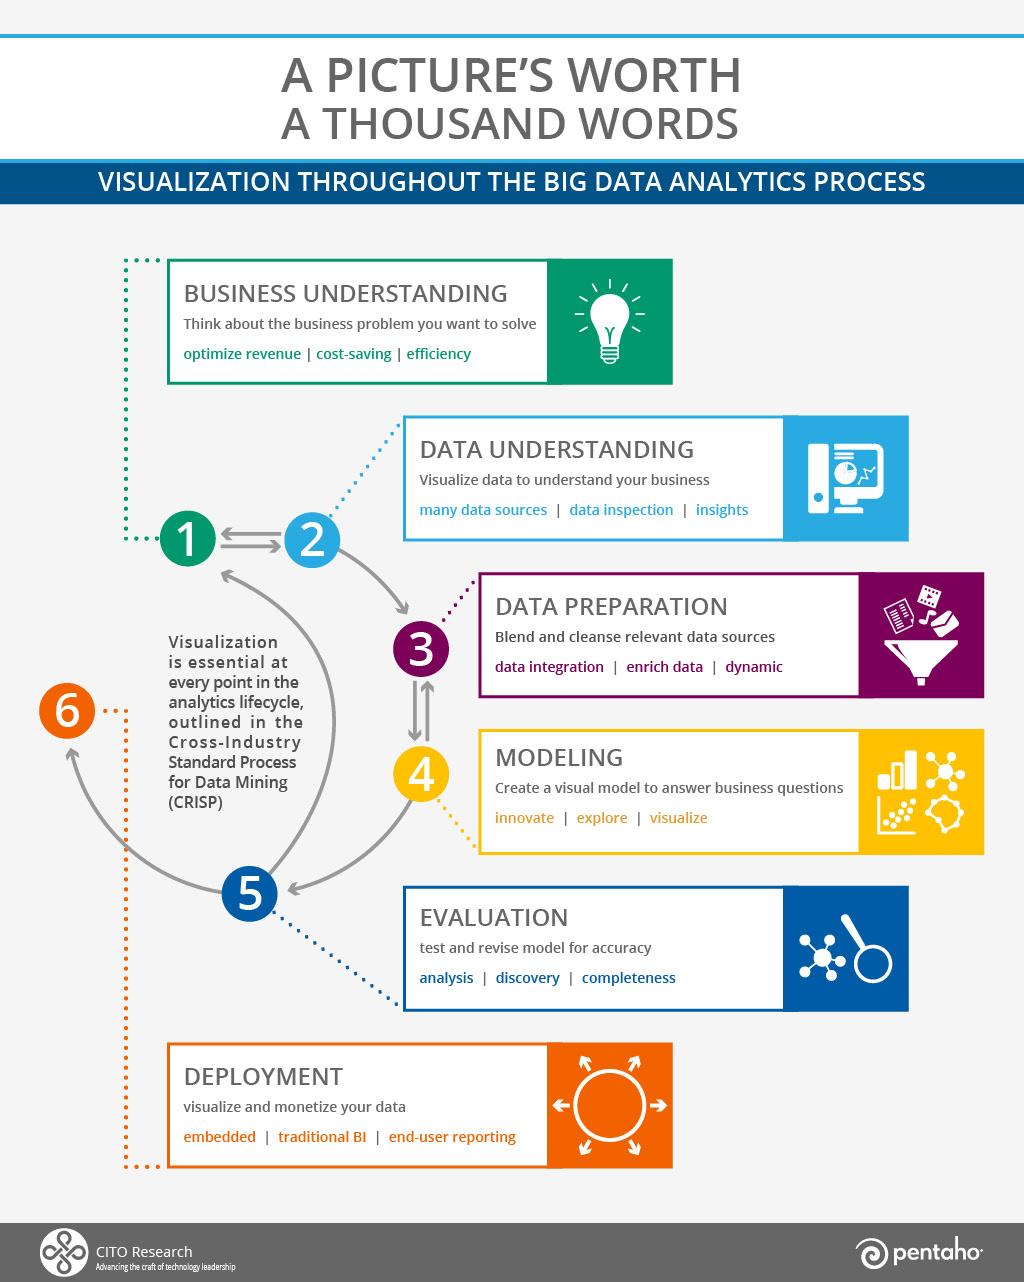 A PICTURE'S WORTH
A THOUSAND WORDS
VISUALIZATION THROUGHOUT THE BIG DATA ANALYTICS PROCESS
BUSINESS UNDERSTANDING
Think about the business problem you want to solve
optimize revenue | cost-saving | efficiency
DATA UNDERSTANDING
Visualize data to understand your business
many data sources | data inspection | insights
1
2
DATA PREPARATION
Blend and cleanse relevant data sources
data integration | enrich data | dynamic
3
Visualization
is essential at
every point in the
analytics lifecycle,
outlined in the
Cross-Industry
Standard Process
for Data Mining
(CRISP)
6
4
MODELING
Create a visual model to answer business questions
innovate | explore | visualize
5
EVALUATION
test and revise model for accuracy
analysis | discovery | completeness
DEPLOYMENT
visualize and monetize your data
embedded | traditional BI | end-user reporting
CITO Research
Advancing the craft of technology leadership
pentaho